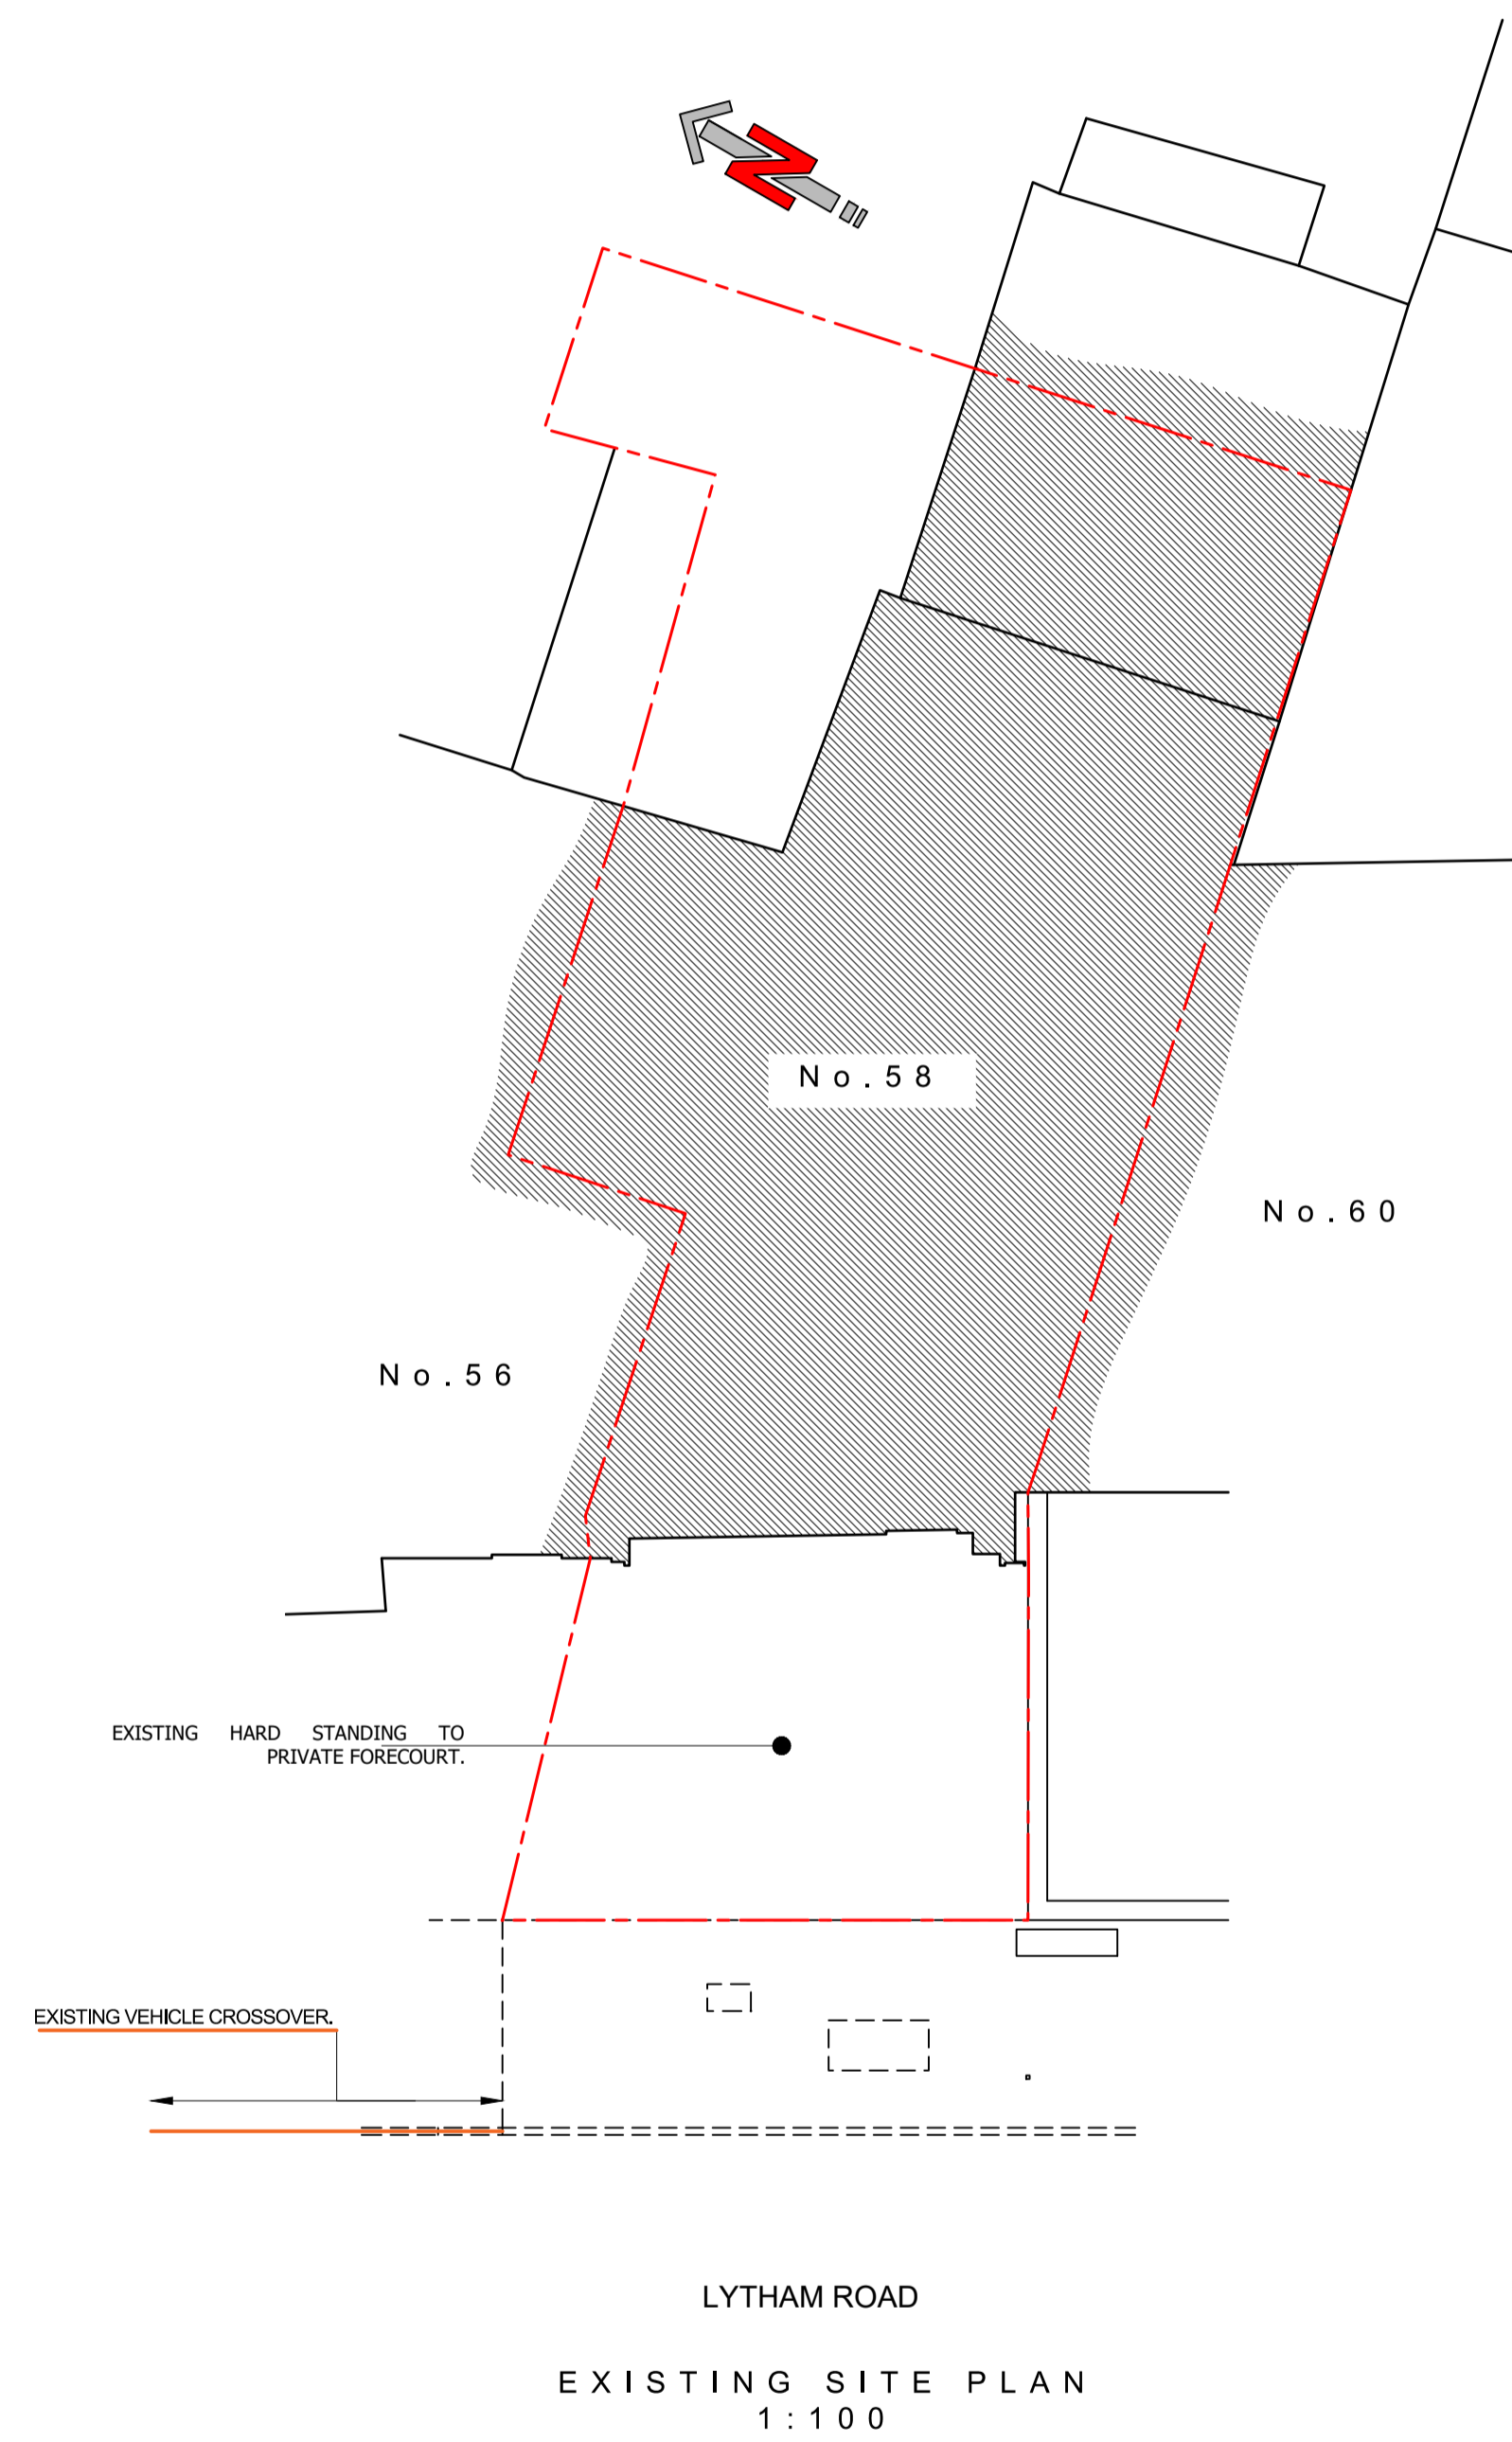 N
No.58
No.60
No.56
EXISTING HARD STANDING TO
PRIVATE FORECOURT.
EXISTING VEHICLE CROSSOVER.
LYTHAM ROAD
EXISTING SITE PLAN
1:100